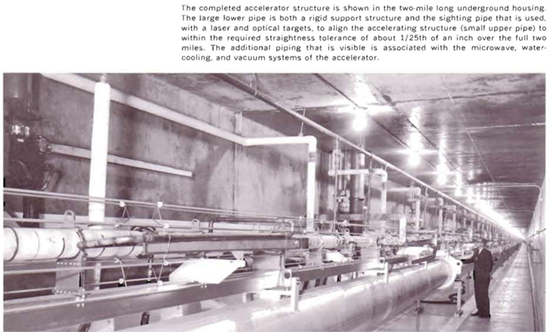 The completed accelerator structure is shown in the two-mile long underground housing.
The large lower pipe is both a rigid support structure and the sighting pipe that is used,
with a laser and optical targets, to align the accelerating structure (small upper pipe) to
within the required straightness tolerance of about 1/25th of an inch over the full two
miles. The additional piping that is visible is associated with the microwave, water-
cooling, and vacuum systems of the accelerator.